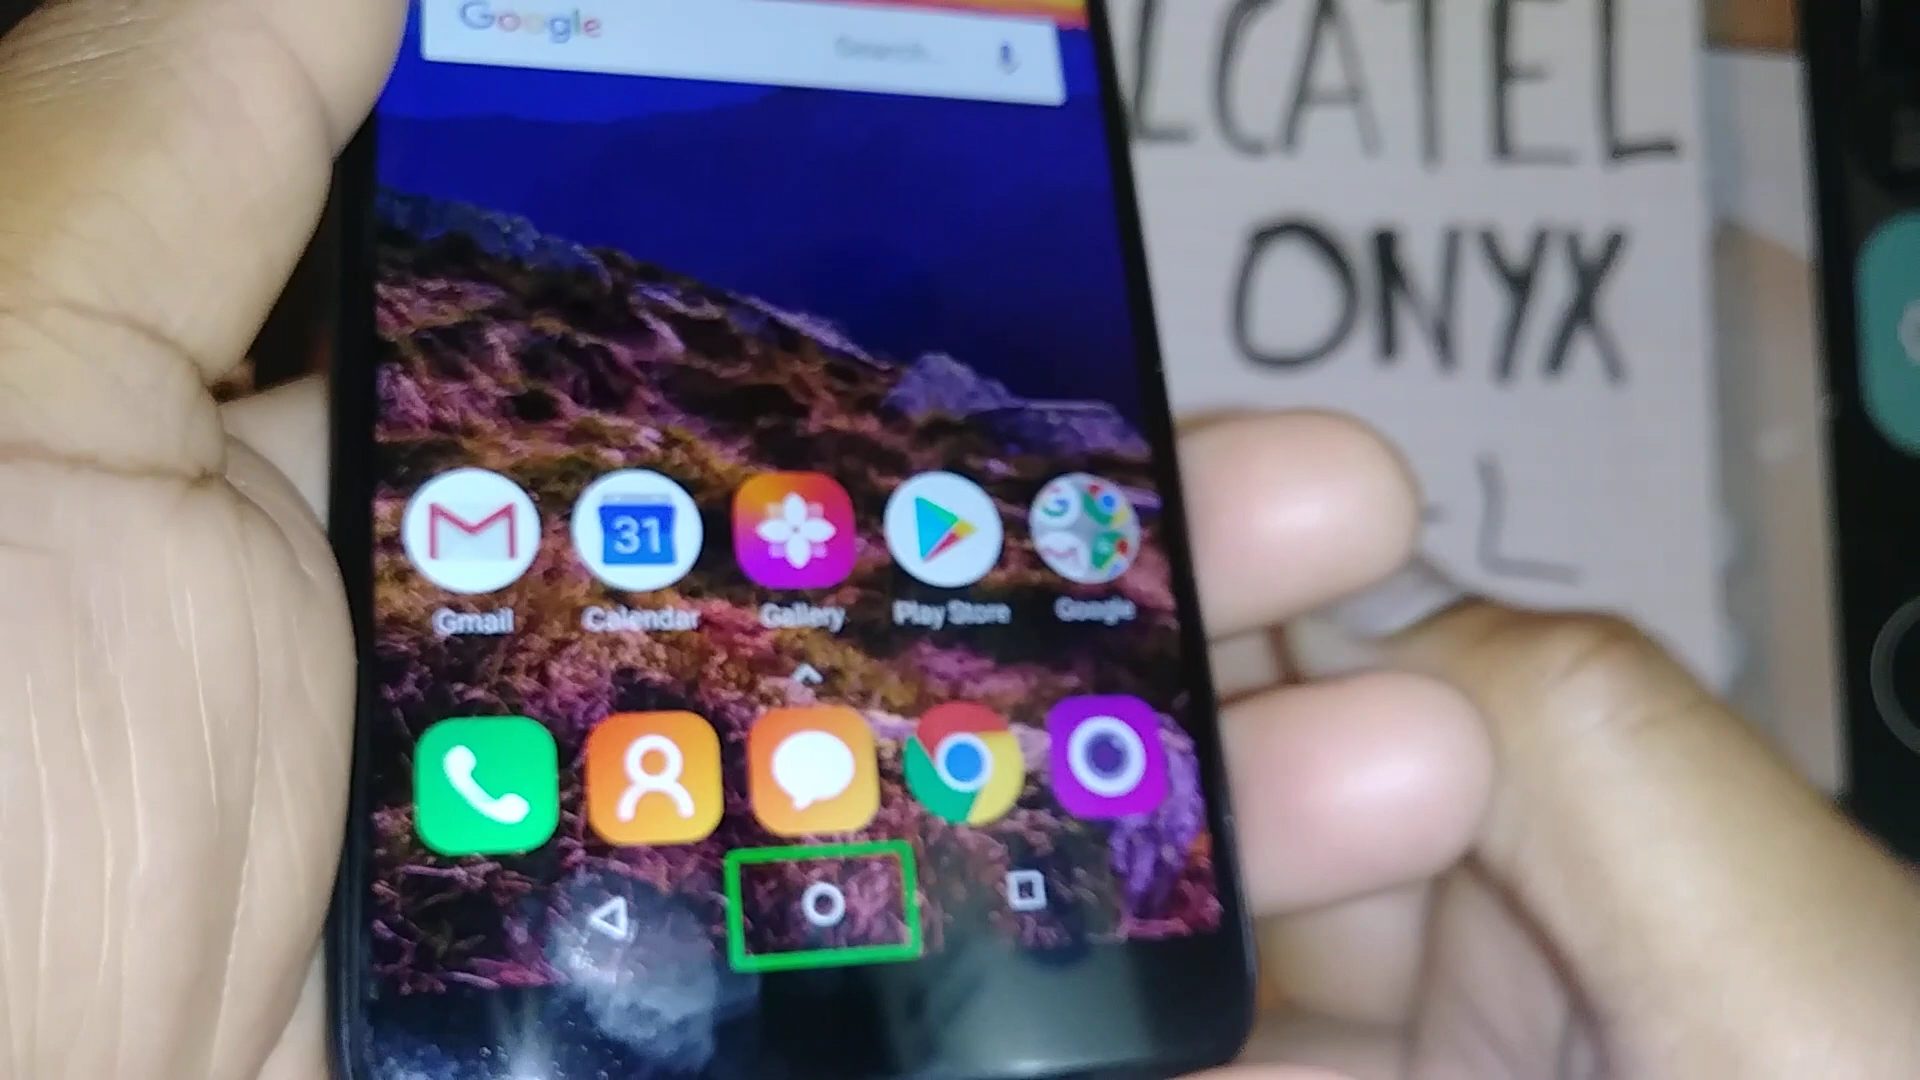 Google Search...
LCATEL
ONYX
L
31
Gmail Calendar Gallery Play Store Google